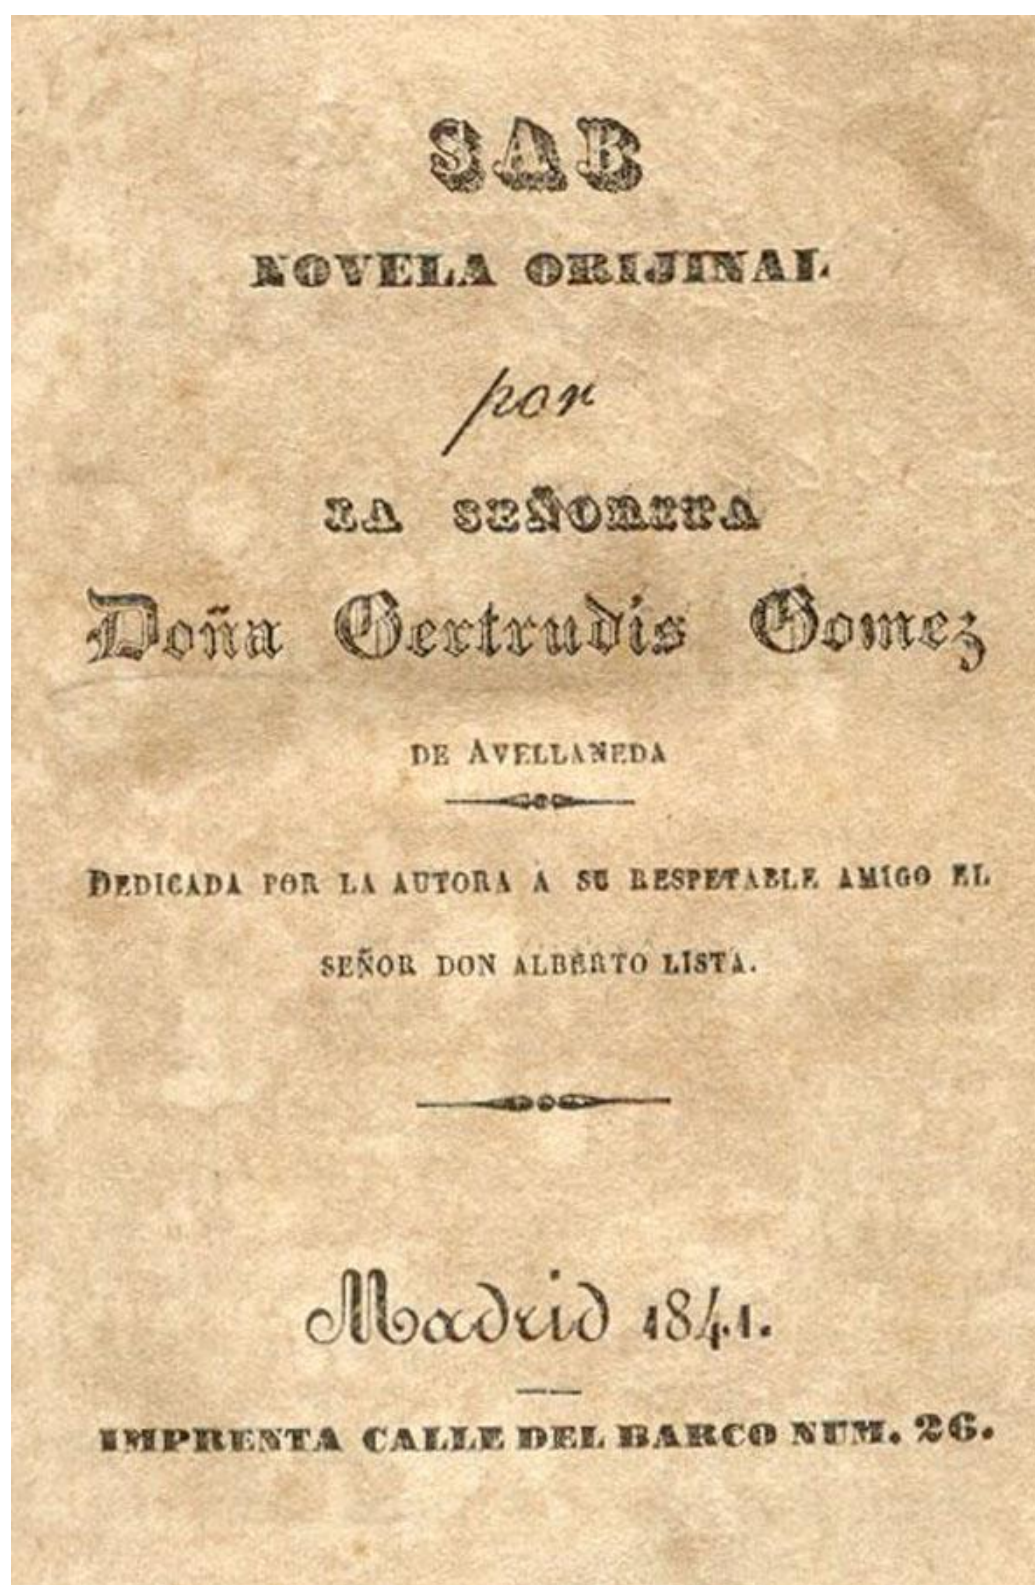 SAB
NOVELA ORIJINAL
por
LA SEÑORITA
Doña Gertrudis Gomez
DE AVELLANEDA
DEDICADA POR LA AUTORA A SU RESPETABLE AMIGO EL
SEÑOR DON ALBERTO LISTA.
Madrid 1841.
IMPRENTA CALLE DEL BARCO NUM. 26.